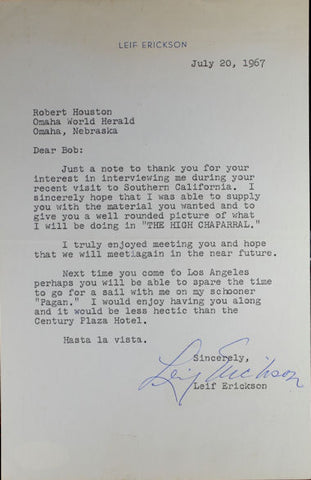 LEIF ERICKSON
July 20, 1967
Robert Houston
Omaha World Herald
Omaha, Nebraska
Dear Bob:
Just a note to thank you for your
interest in interviewing me during your
recent visit to Southern California. I
sincerely hope that I was able to supply
you with the material you wanted and to
give you a well rounded picture of what
I will be doing in "THE HIGH CHAPARRAL."
I truly enjoyed meeting you and hope
that we will meet again in the near future.
Next time you come to Los Angeles
perhaps you will be able to spare the time
to go for a sail with me on my schooner
"Pagan." I would enjoy having you along
and it would be less hectic than the
Century Plaza Hotel.
Hasta la vista.
Sincerely,
Leif Erickson
Leif Erickson